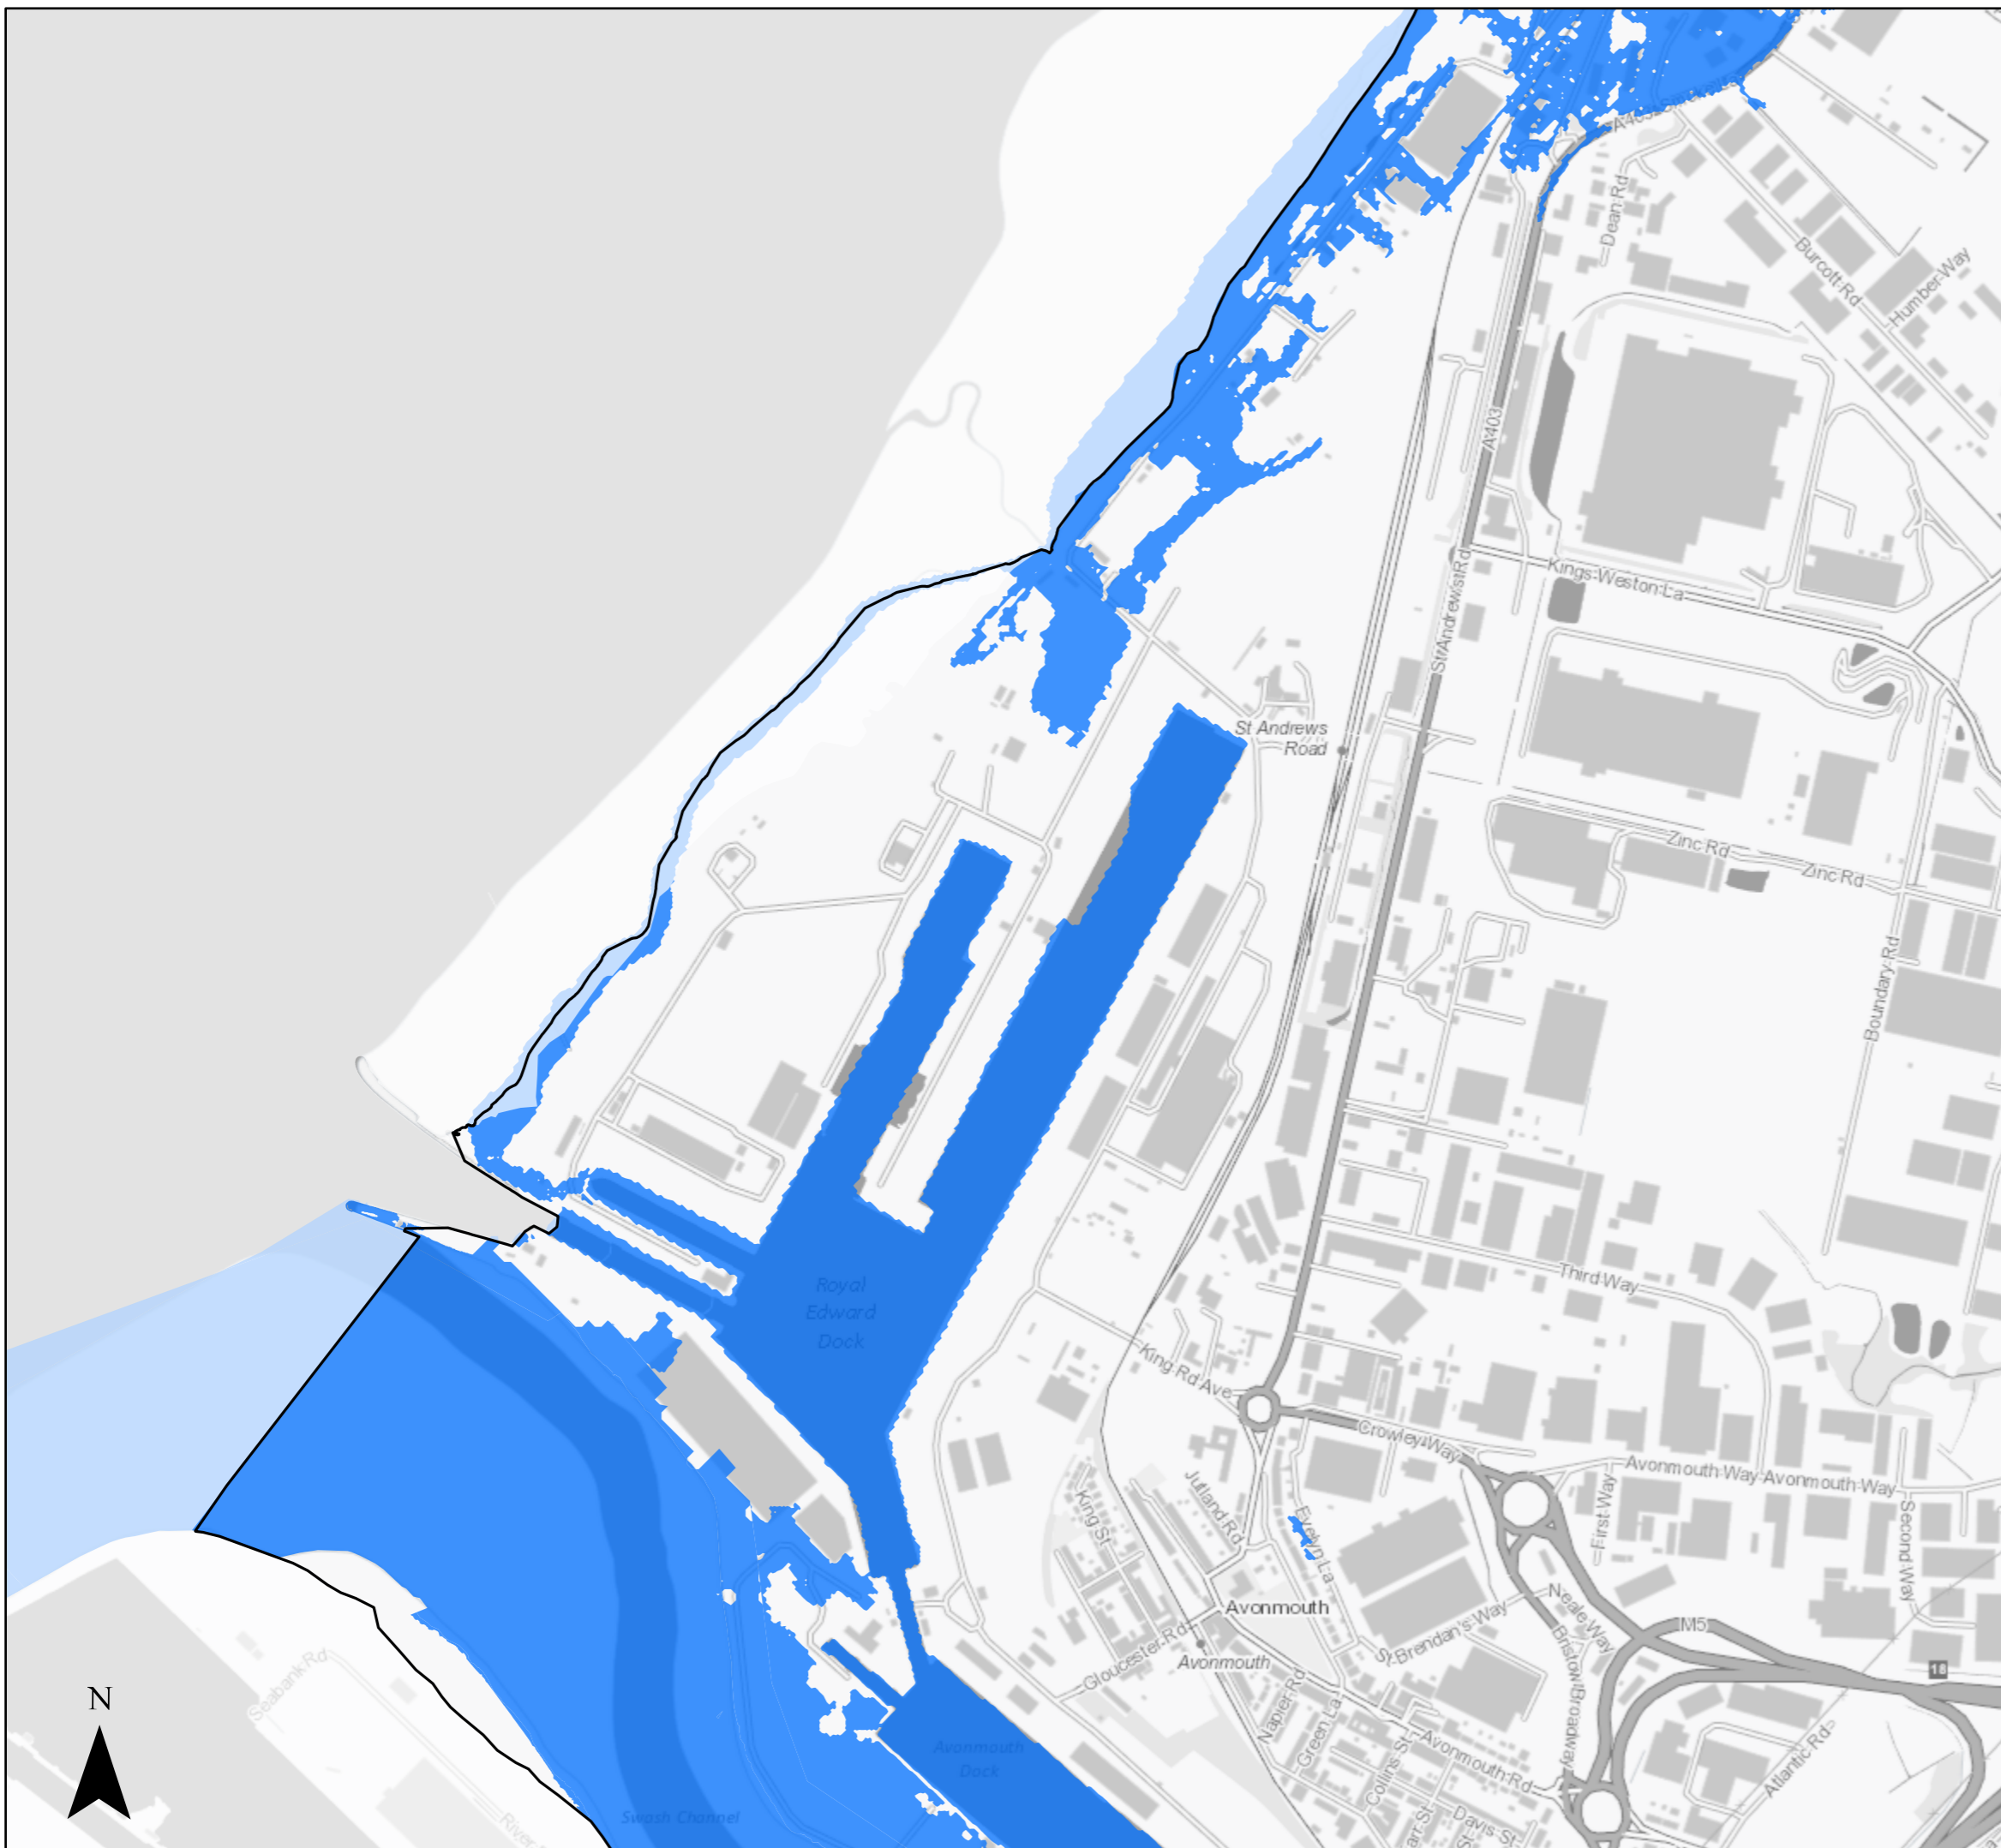 A403
Dean Rd
Burcott Rd
Humber Way
A403
St Andrews Rd
Kings Weston La
St Andrews
Road
Zinc Rd
Zinc Rd
Boundary Rd
Royal
Edward
Dock
Third Way
King Rd Ave
Crowley Way
Avonmouth Way
Avonmouth Way
King St
Jutland Rd
Evelyn La
First Way
Second Way
Avonmouth
St Brendan's Way
Neale Way
M5
Gloucester Rd
Avonmouth
Bristow Broadway
18
Seabank Rd
N
Napier Rd
Green La
Collins St
Avonmouth Rd
Atlantic Rd
Avonmouth
Dock
Swash Channel
River
Davis St